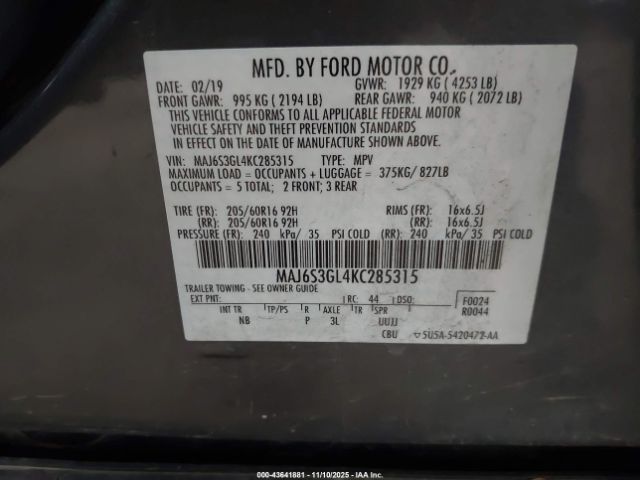 MFD. BY FORD MOTOR CO.
DATE: 02/19 GVWR: 1929 KG ( 4253 LB)
FRONT GAWR: 995 KG ( 2194 LB) REAR GAWR: 940 KG ( 2072 LB)
THIS VEHICLE CONFORMS TO ALL APPLICABLE FEDERAL MOTOR
VEHICLE SAFETY AND THEFT PREVENTION STANDARDS
IN EFFECT ON THE DATE OF MANUFACTURE SHOWN ABOVE.
VIN: MAJ6S3GL4KC285315 TYPE: MPV
MAXIMUM LOAD = OCCUPANTS + LUGGAGE = 375KG/ 827LB
OCCUPANTS = 5 TOTAL; 2 FRONT; 3 REAR
TIRE (FR): 205/60R16 92H RIMS (FR): 16x6.5J
(RR): 205/60R16 92H (RR): 16x6.5J
PRESSURE (FR): 240 kPa/ 35 PSI COLD (RR): 240 kPa/ 35 PSI COLD
MAJ6S3GL4KC285315
TRAILER TOWING - SEE OWNER GUIDE
EXT PNT: RC: 44 DSO: F0024
INT TR TP/PS R AXLE TR SPR R0044
NB P 3L UUJJ
CBU 5U5A-5420472-AA
000-43641881 - 11/10/2025 - IAA Corp.